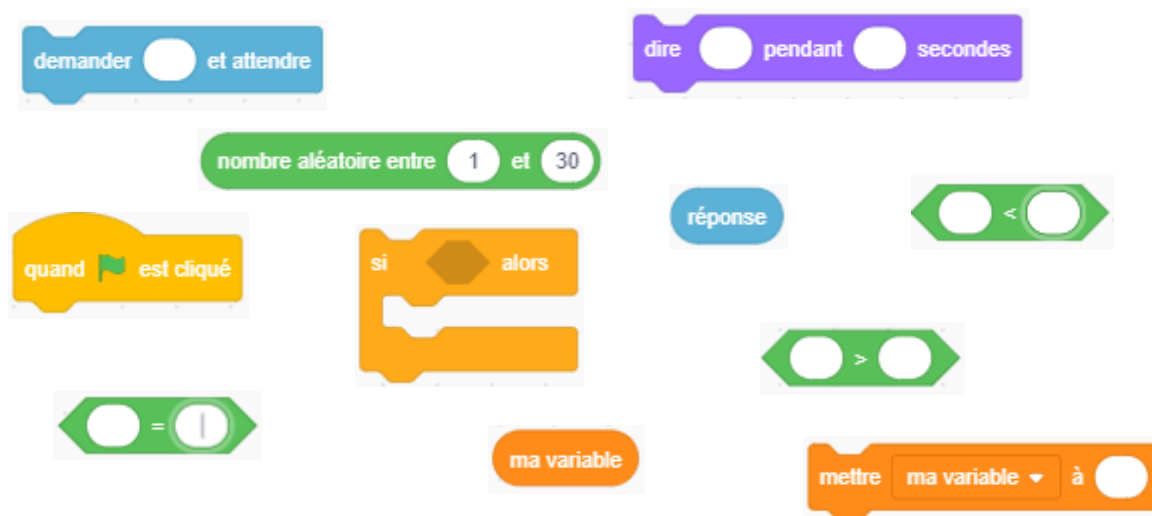 demander et attendre
dire pendant secondes
nombre aléatoire entre 1 et 30
réponse
<
quand est cliqué
si alors
>
=
ma variable
mettre ma variable à